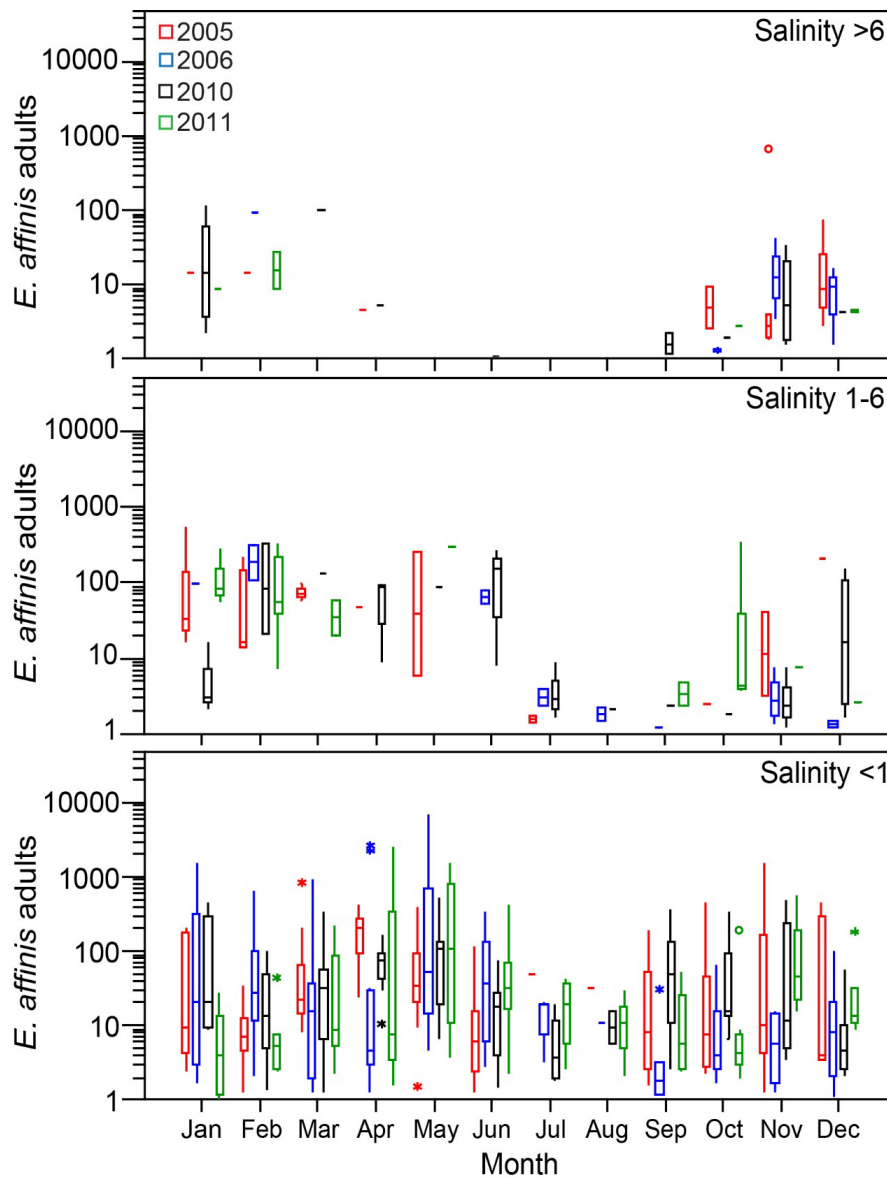 Salinity >6
2005
2006
2010
2011
10000
1000
100
10
1
E. affinis adults
Salinity 1-6
10000
1000
100
10
1
E. affinis adults
Salinity <1
10000
1000
100
10
1
E. affinis adults
Jan Feb Mar Apr May Jun Jul Aug Sep Oct Nov Dec
Month